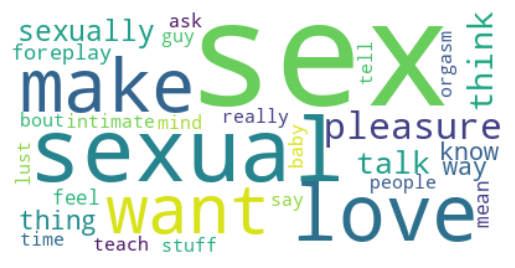 sexually ask
guy
sex
think
foreplay
tell
orgasm
make
bout intimate mind
really
pleasure
lust
sexual
baby
talk
know
way
people
mean
feel
want
say
love
thing
time
teach
stuff